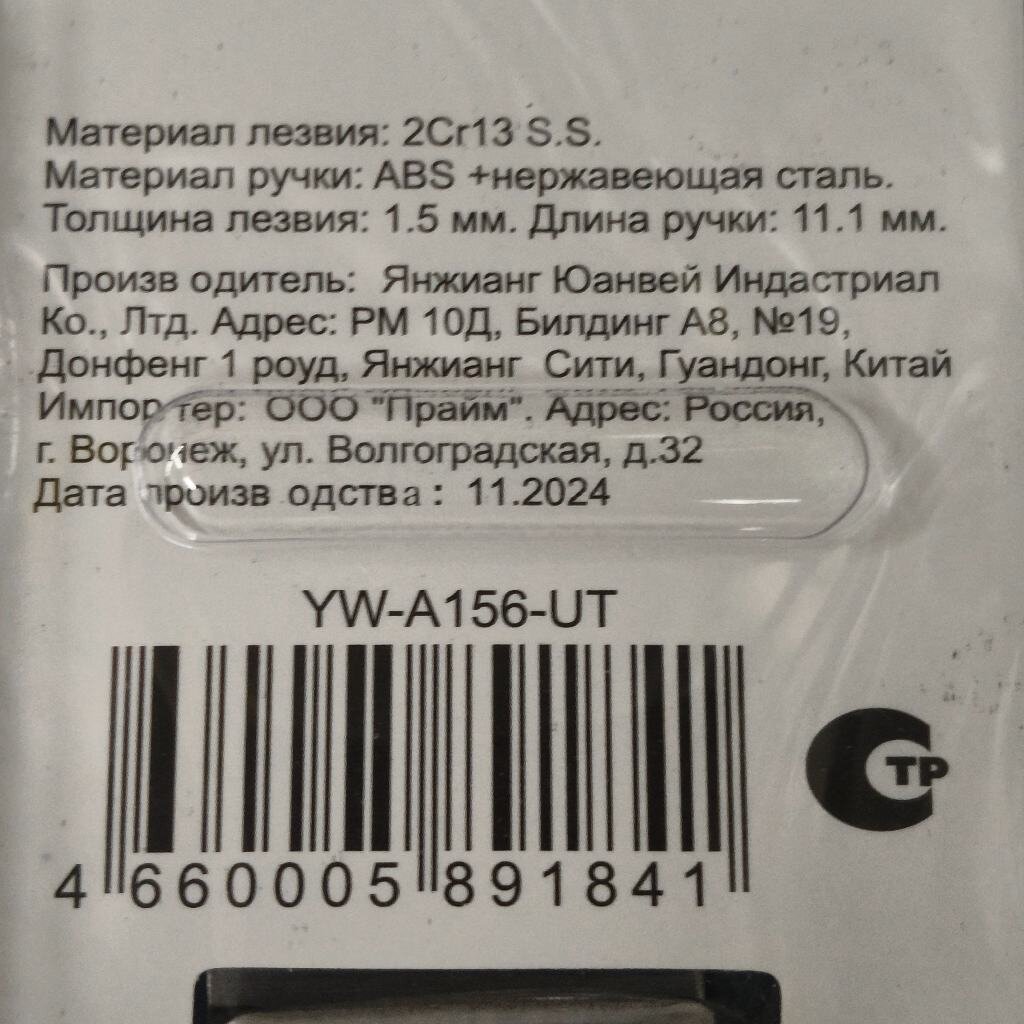 Материал лезвия: 2Cr13 S.S.
Материал ручки: ABS +нержавеющая сталь.
Толщина лезвия: 1.5 мм. Длина ручки: 11.1 мм.
Произв одитель: Янжианг Юанвей Индастриал
Ко., Лтд. Адрес: РМ 10Д, Билдинг А8, №19,
Донфенг 1 роуд, Янжианг Сити, Гуандонг, Китай
Импор тер: ООО "Прайм". Адрес: Россия,
г. Воронеж, ул. Волгоградская, д.32
Дата произв одства: 11.2024
YW-A156-UT
4 660005 891841
СТР